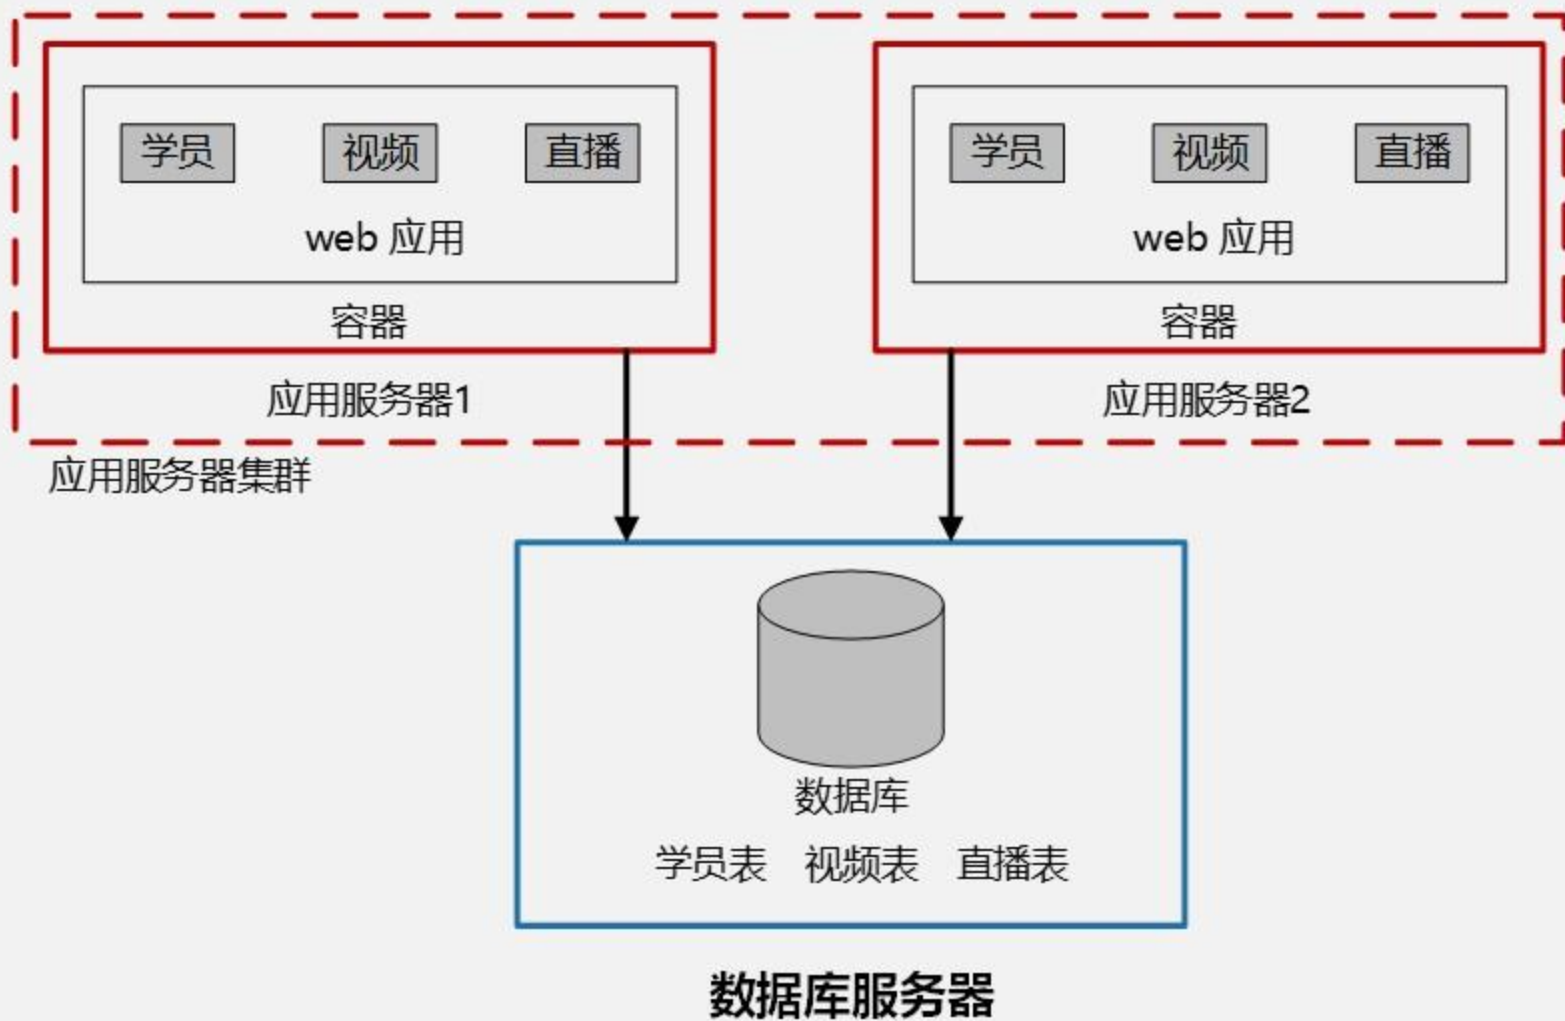 学员 视频 直播
web 应用
容器
应用服务器1
学员 视频 直播
web 应用
容器
应用服务器2
应用服务器集群
数据库
学员表 视频表 直播表
数据库服务器